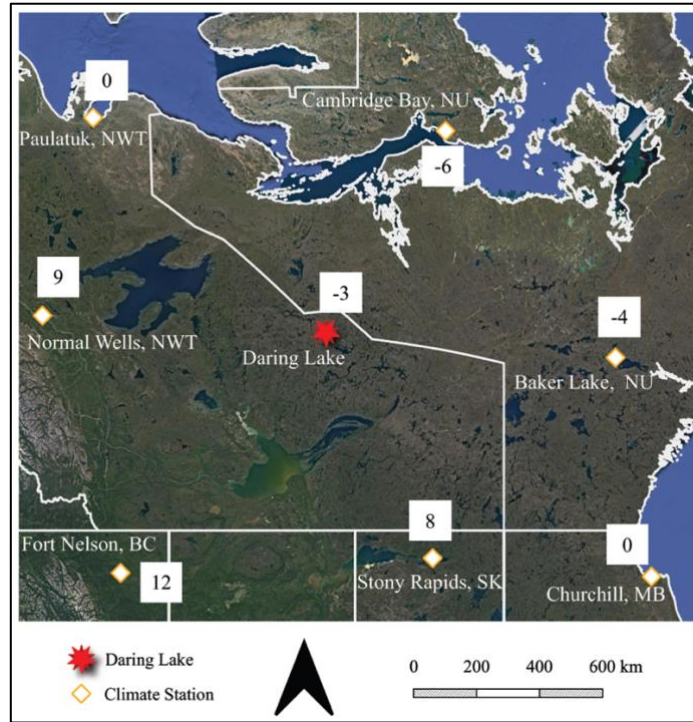 0
Cambridge Bay, NU
Paulatuk, NWT
-6
9
-3
-4
Normal Wells, NWT
Daring Lake
Baker Lake, NU
8
0
Fort Nelson, BC
12
Stony Rapids, SK
Churchill, MB
Daring Lake
Climate Station
0 200 400 600 km